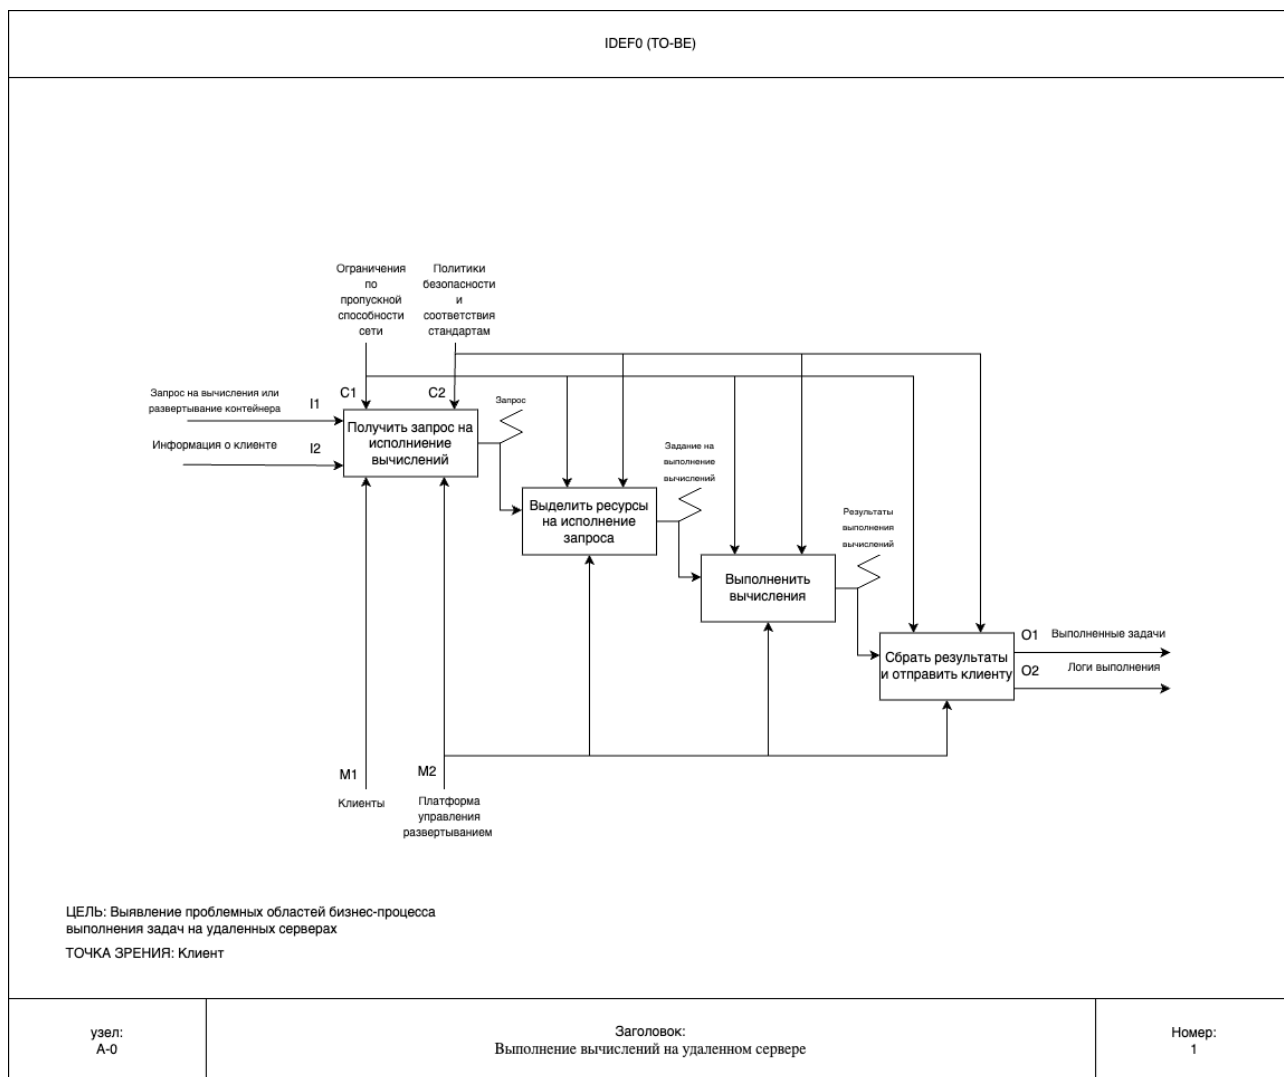 IDEF0 (TO-BE)
Ограничения
по
пропускной
способности
сети
Политики
безопасности
и
соответствия
стандартам
Запрос на вычисления или
развертывание контейнера
I1
C1
C2
Запрос
Информация о клиенте
I2
Получить запрос на
исполниение
вычислений
Задание на
выполнение
вычислений
Выделить ресурсы
на исполнение
запроса
Результаты
выполнения
вычислений
Выполненить
вычисления
Сбрать результаты
и отправить клиенту
O1
Выполненные задачи
O2
Логи выполнения
M1
Клиенты
M2
Платформа
управления
развертыванием
ЦЕЛЬ: Выявление проблемных областей бизнес-процесса
выполнения задач на удаленных серверах
ТОЧКА ЗРЕНИЯ: Клиент
узел:
A-0
Заголовок:
Выполнение вычислений на удаленном сервере
Номер:
1